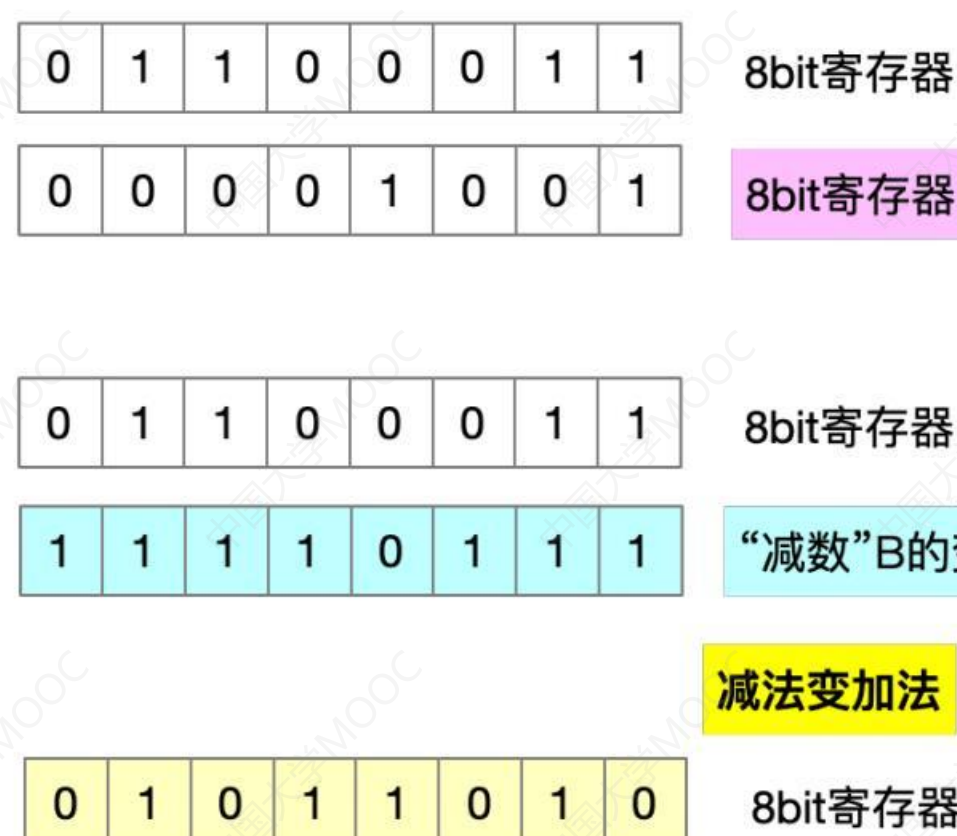 0 1 1 0 0 0 1 1 8bit寄存器
0 0 0 0 1 0 0 1 8bit寄存器
0 1 1 0 0 0 1 1 8bit寄存器
1 1 1 1 0 1 1 1 “减数”B的
减法变加法
0 1 0 1 1 0 1 0 8bit寄存器